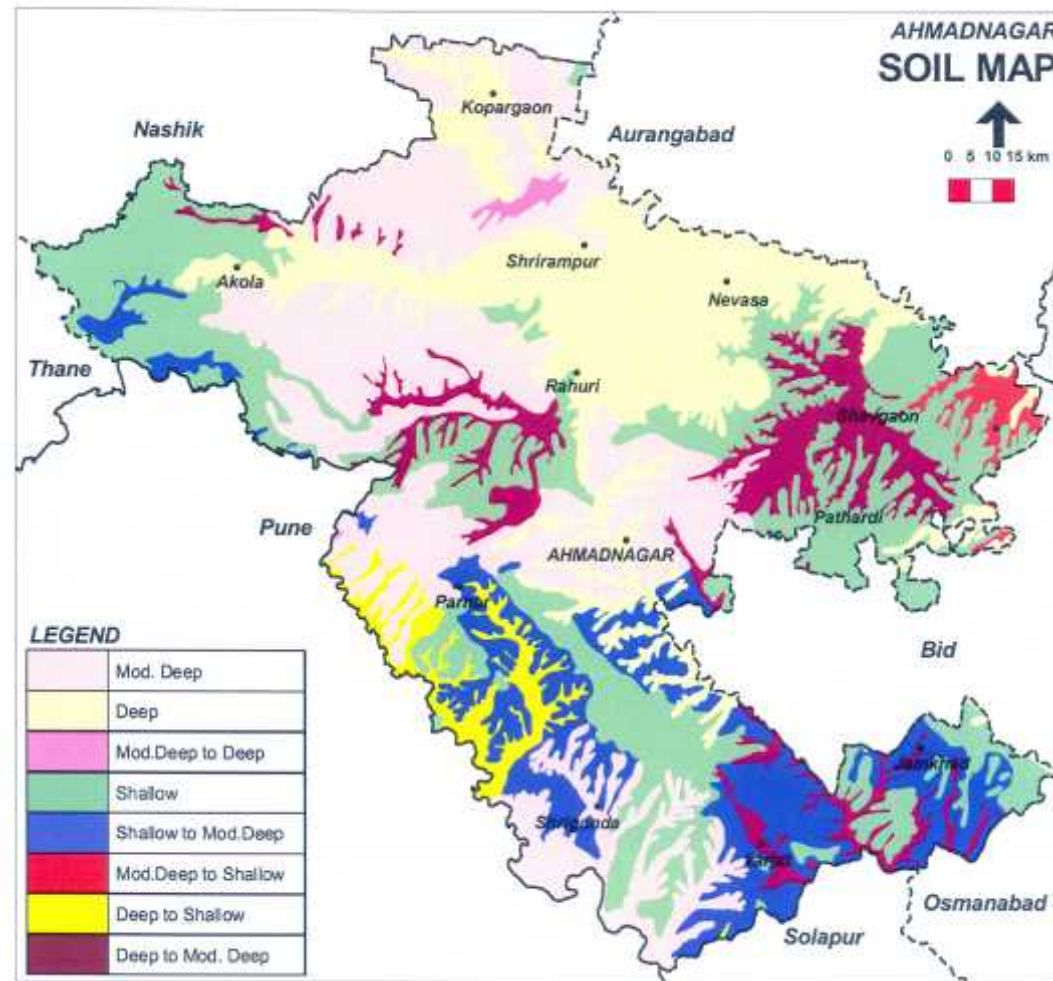 AHMADNAGAR
SOIL MAP
0 5 10 15 km
Nashik
Kopargaon
Aurangabad
Akola
Shrirampur
Nevasa
Thane
Rahuri
Shevgaon
Pune
Pathardi
AHMADNAGAR
Parner
Bid
Jamkhed
Shrigonda
Karjat
Osmanabad
Solapur
LEGEND
Mod. Deep
Deep
Mod.Deep to Deep
Shallow
Shallow to Mod.Deep
Mod.Deep to Shallow
Deep to Shallow
Deep to Mod. Deep